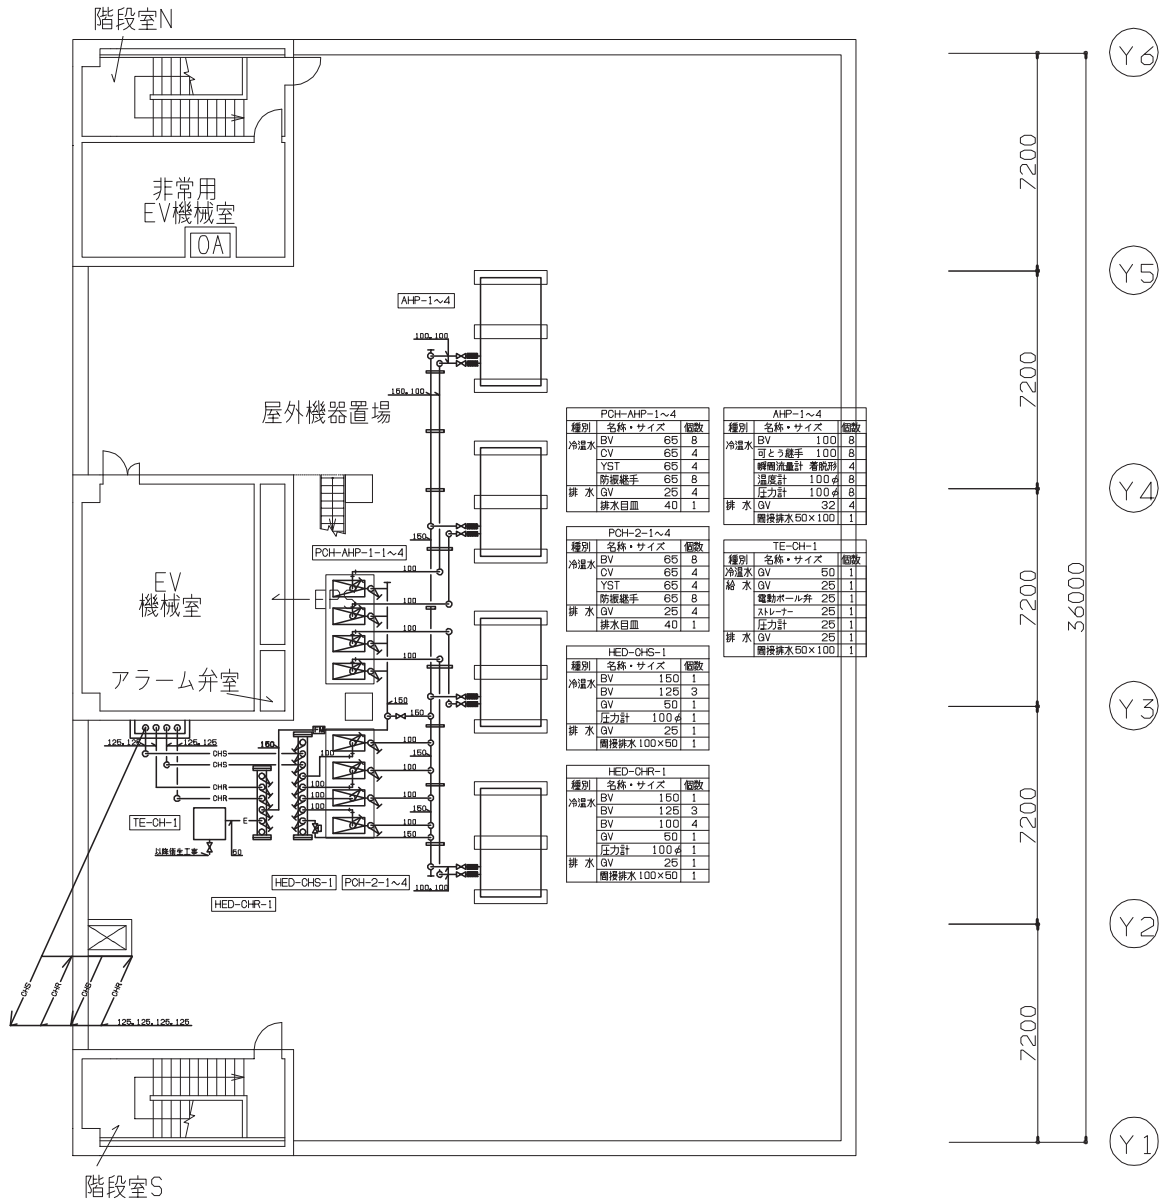 階段室N
Y6
7200
非常用
EV機械室
OA
Y5
AHP-1～4
100.100
7200
150.100
屋外機器置場
PCH-AHP-1～4
種別 名称・サイズ 個数
冷温水 BV 65 8
CV 65 4
YST 65 4
防振継手 65 8
排水 GV 25 4
排水目皿 40 1
AHP-1～4
種別 名称・サイズ 個数
冷温水 BV 100 8
可とう継手 100 8
瞬間流量計 着脱形 4
温度計 100φ 8
圧力計 100φ 8
排水 GV 32 4
間接排水50×100 1
Y4
150
PCH-AHP-1-1～4
100
100
PCH-2-1～4
種別 名称・サイズ 個数
冷温水 BV 65 8
CV 65 4
YST 65 4
防振継手 65 8
排水 GV 25 4
排水目皿 40 1
TE-CH-1
種別 名称・サイズ 個数
冷温水 GV 50 1
給水 GV 25 1
電動ボール弁 25 1
ストレーナー 25 1
圧力計 25 1
排水 GV 25 1
間接排水50×100 1
EV
機械室
7200
36000
100
100
アラーム弁室
HED-CHS-1
種別 名称・サイズ 個数
冷温水 BV 150 1
BV 125 3
GV 50 1
圧力計 100φ 1
排水 GV 25 1
間接排水100×50 1
150
150
Y3
FM
125.125 125.125
150
100
100
150
CHS
CHS
100
100
CHR
100
100
CHR
100
100
150
TE-CH-1
E
150
以降衛生工事
50
HED-CHR-1
種別 名称・サイズ 個数
冷温水 BV 150 1
BV 125 3
BV 100 4
GV 50 1
圧力計 100φ 1
排水 GV 25 1
間接排水100×50 1
7200
HED-CHS-1
PCH-2-1～4
100.100
HED-CHR-1
Y2
CHS
CHR
CHS
CHR
125.125.125.125
7200
Y1
階段室S